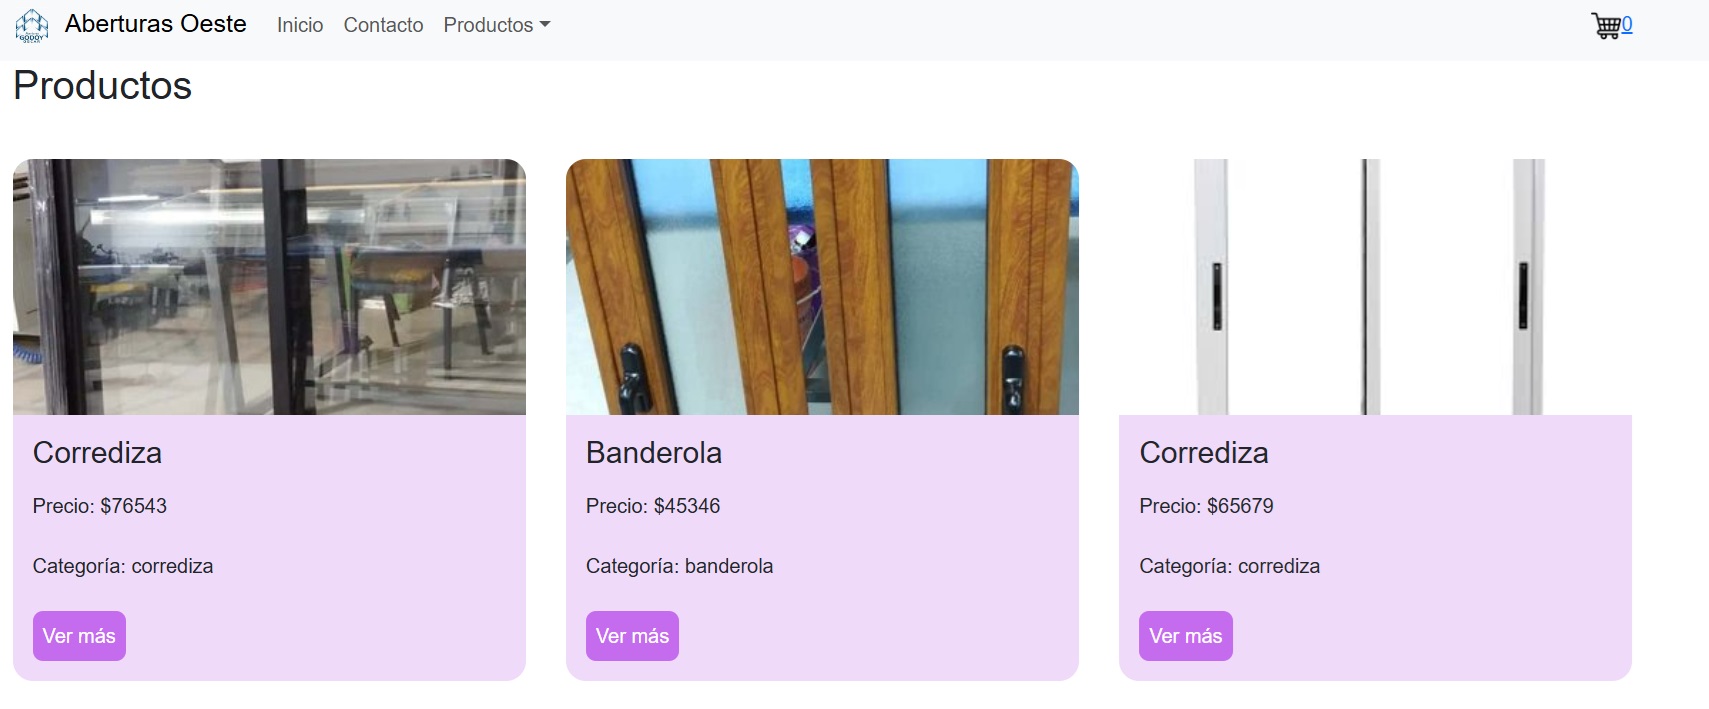 GODOY
Aberturas Oeste Inicio Contacto Productos 0
Productos
Corrediza
Precio: $76543
Categoría: corrediza
Ver más
Banderola
Precio: $45346
Categoría: banderola
Ver más
Corrediza
Precio: $65679
Categoría: corrediza
Ver más